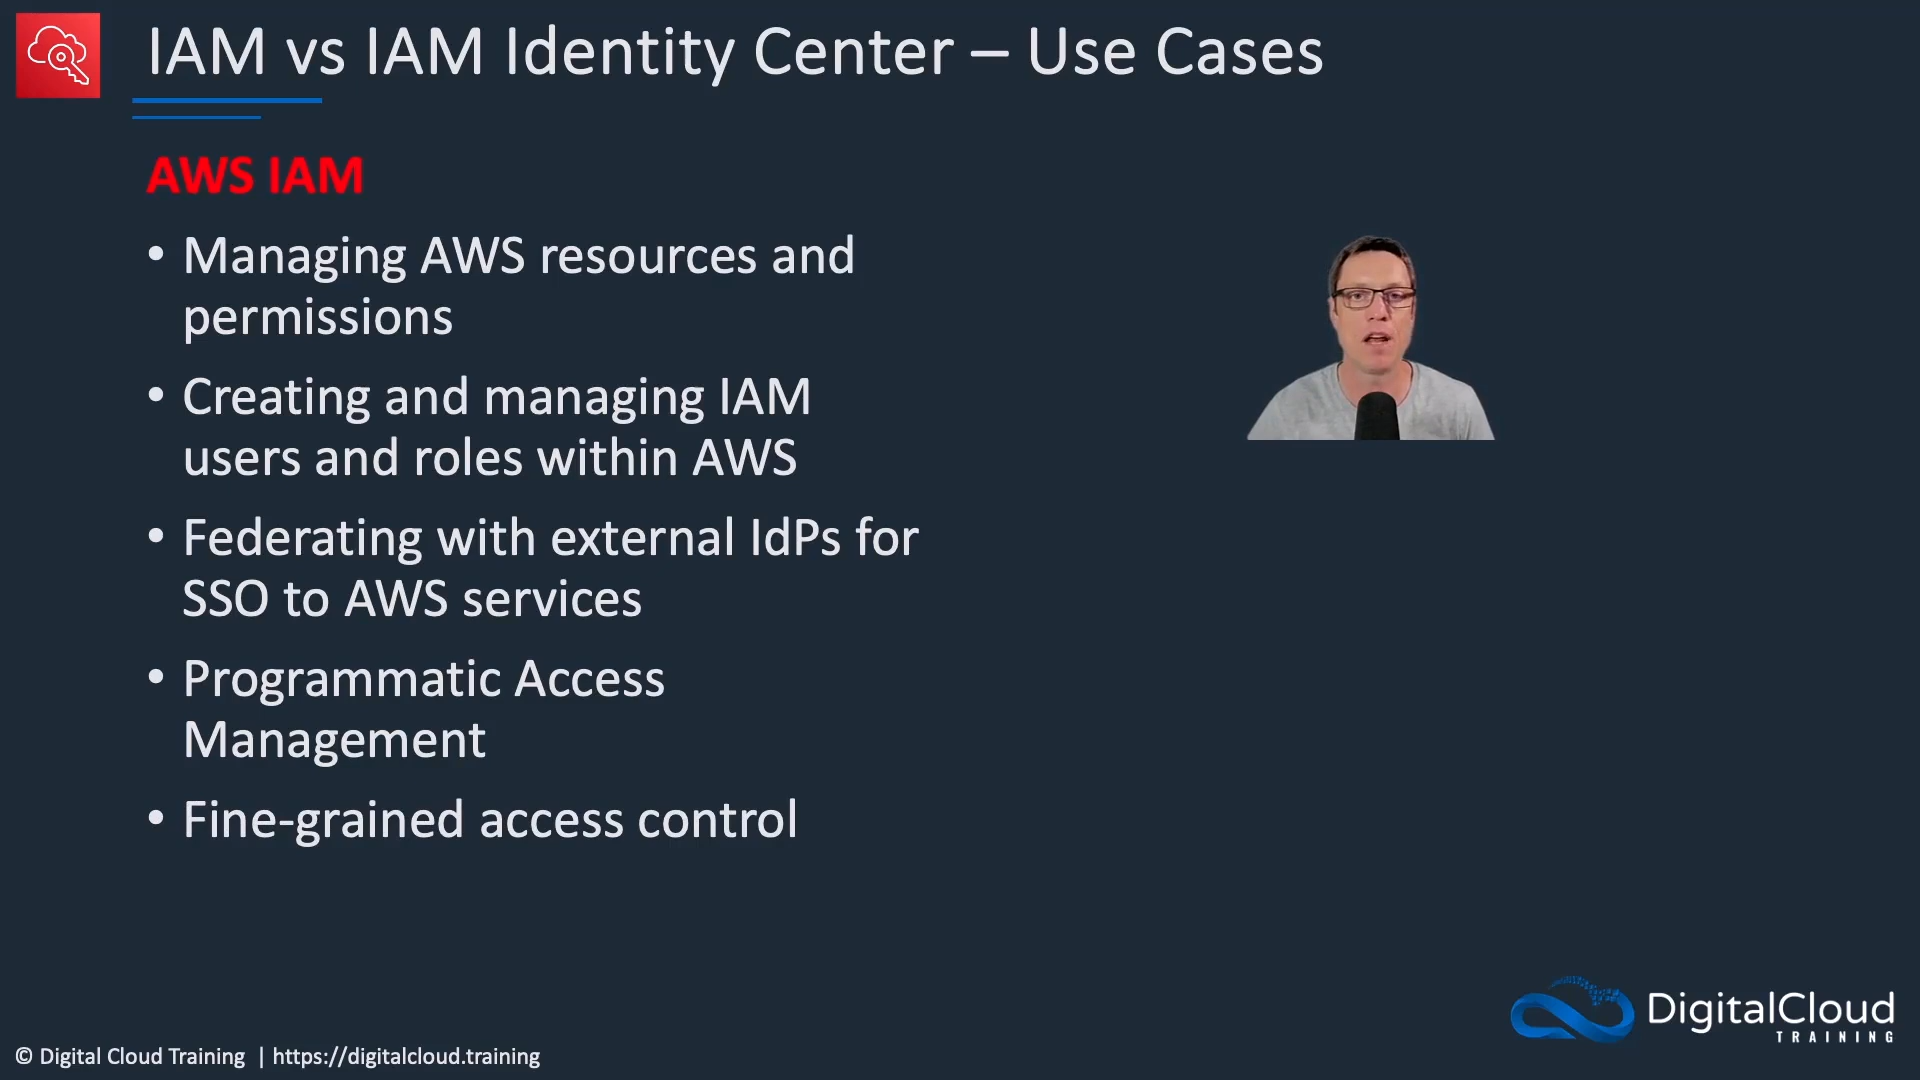 IAM vs IAM Identity Center – Use Cases
AWS IAM
• Managing AWS resources and
permissions
• Creating and managing IAM
users and roles within AWS
• Federating with external IdPs for
SSO to AWS services
• Programmatic Access
Management
• Fine-grained access control
DigitalCloud
TRAINING
© Digital Cloud Training | https://digitalcloud.training